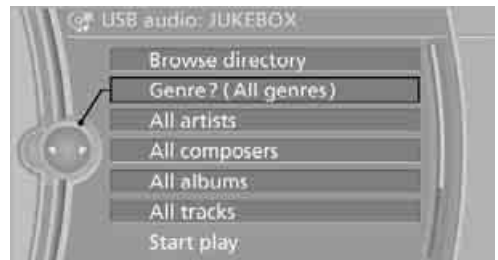 USB audio: JUKEBOX
Browse directory
Genre? ( All genres)
All artists
All composers
All albums
All tracks
Start play